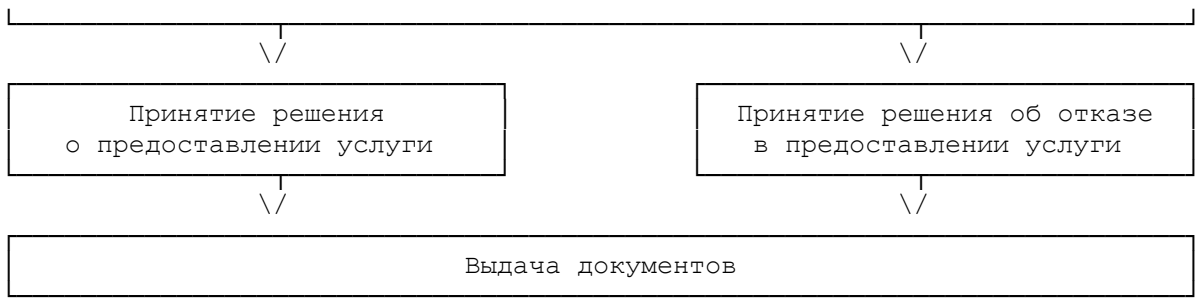 Принятие решения
о предоставлении услуги
Принятие решения об отказе
в предоставлении услуги
Выдача документов